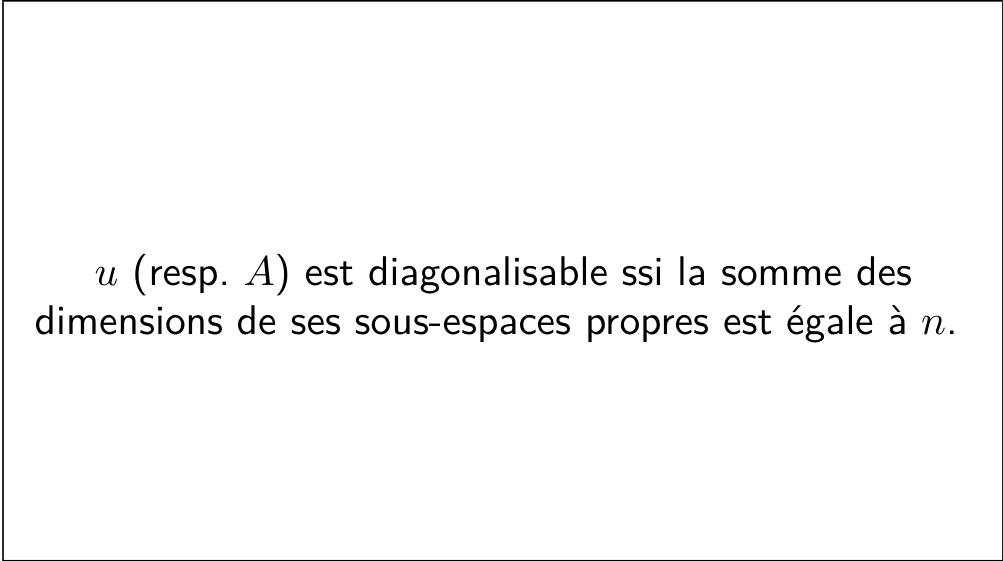 u (resp. A) est diagonalisable ssi la somme des
dimensions de ses sous-espaces propres est égale à n.